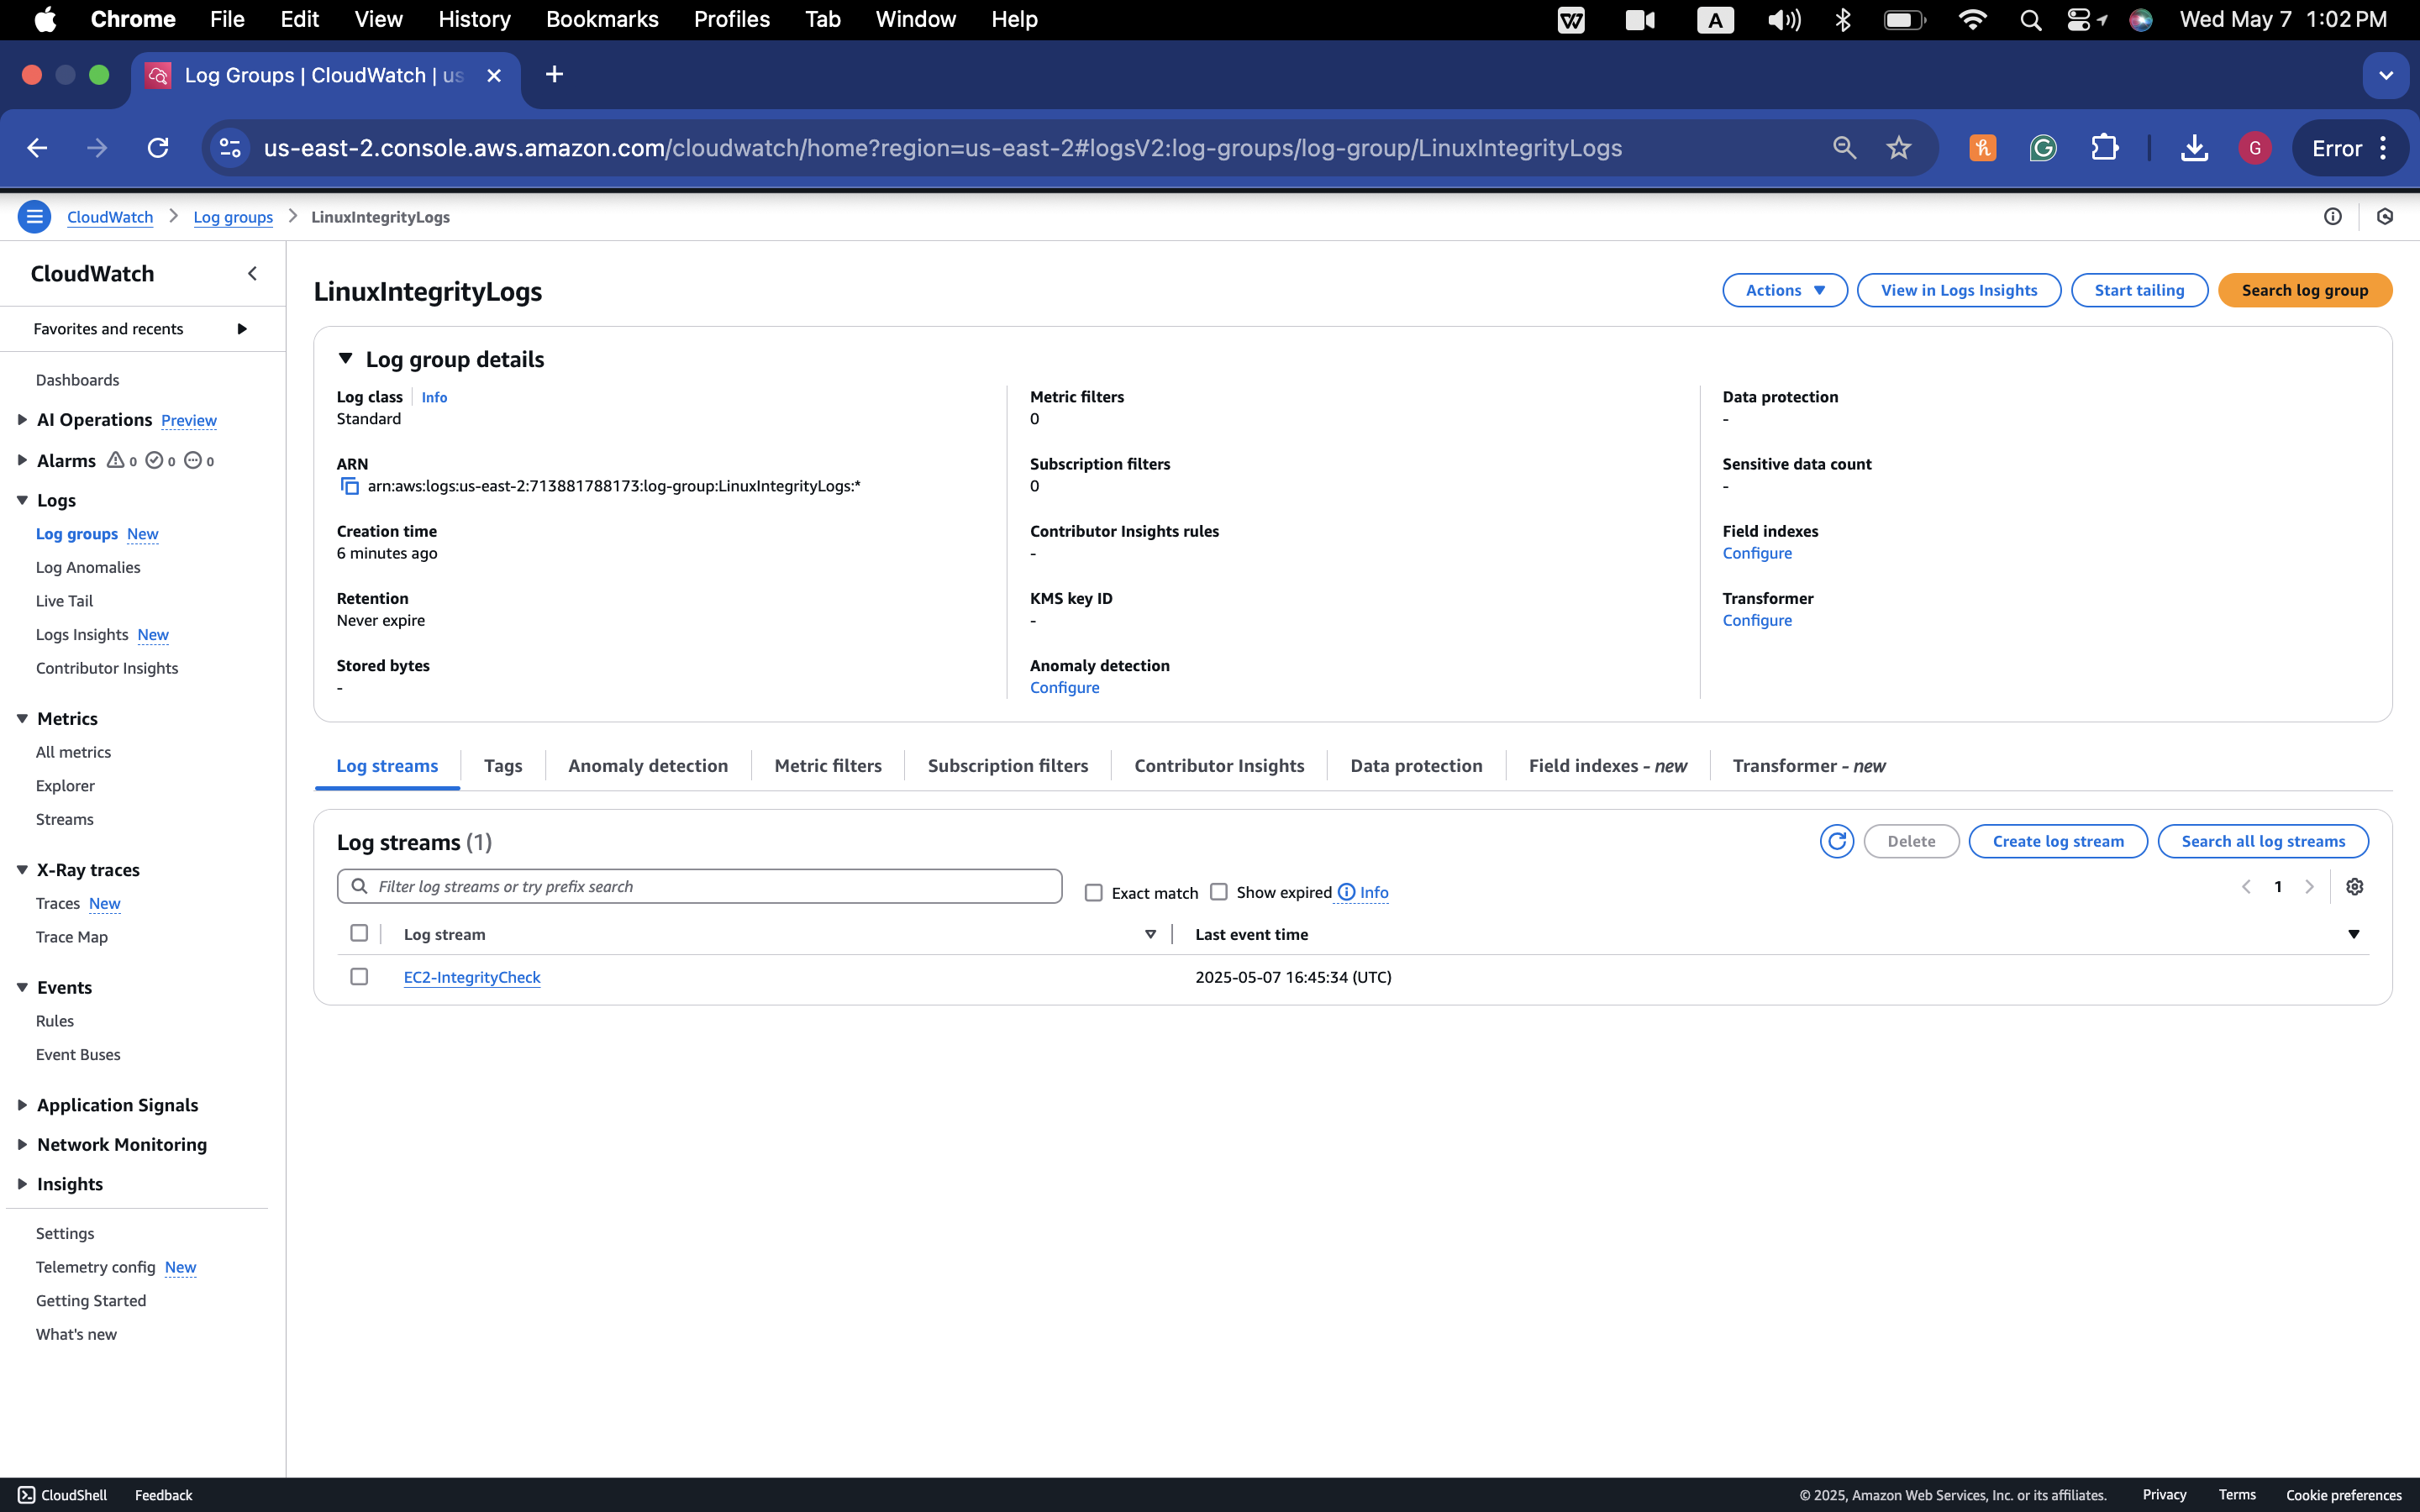 Chrome File Edit View History Bookmarks Profiles Tab Window Help A Wed May 7 1:02 PM
Log Groups | CloudWatch | us
us-east-2.console.aws.amazon.com/cloudwatch/home?region=us-east-2#logsV2:log-groups/log-group/LinuxIntegrityLogs G Error
CloudWatch > Log groups > LinuxIntegrityLogs
CloudWatch
Favorites and recents
Dashboards
AI Operations Preview
Alarms 0 0 0
Logs
Log groups New
Log Anomalies
Live Tail
Logs Insights New
Contributor Insights
Metrics
All metrics
Explorer
Streams
X-Ray traces
Traces New
Trace Map
Events
Rules
Event Buses
Application Signals
Network Monitoring
Insights
Settings
Telemetry config New
Getting Started
What's new
LinuxIntegrityLogs
Actions View in Logs Insights Start tailing Search log group
Log group details
Log class Info
Standard
ARN
arn:aws:logs:us-east-2:713881788173:log-group:LinuxIntegrityLogs:*
Creation time
6 minutes ago
Retention
Never expire
Stored bytes
-
Metric filters
0
Subscription filters
0
Contributor Insights rules
-
KMS key ID
-
Anomaly detection
Configure
Data protection
-
Sensitive data count
-
Field indexes
Configure
Transformer
Configure
Log streams Tags Anomaly detection Metric filters Subscription filters Contributor Insights Data protection Field indexes - new Transformer - new
Log streams (1)
Delete Create log stream Search all log streams
Filter log streams or try prefix search Exact match Show expired Info 1
Log stream Last event time
EC2-IntegrityCheck 2025-05-07 16:45:34 (UTC)
CloudShell Feedback © 2025, Amazon Web Services, Inc. or its affiliates. Privacy Terms Cookie preferences